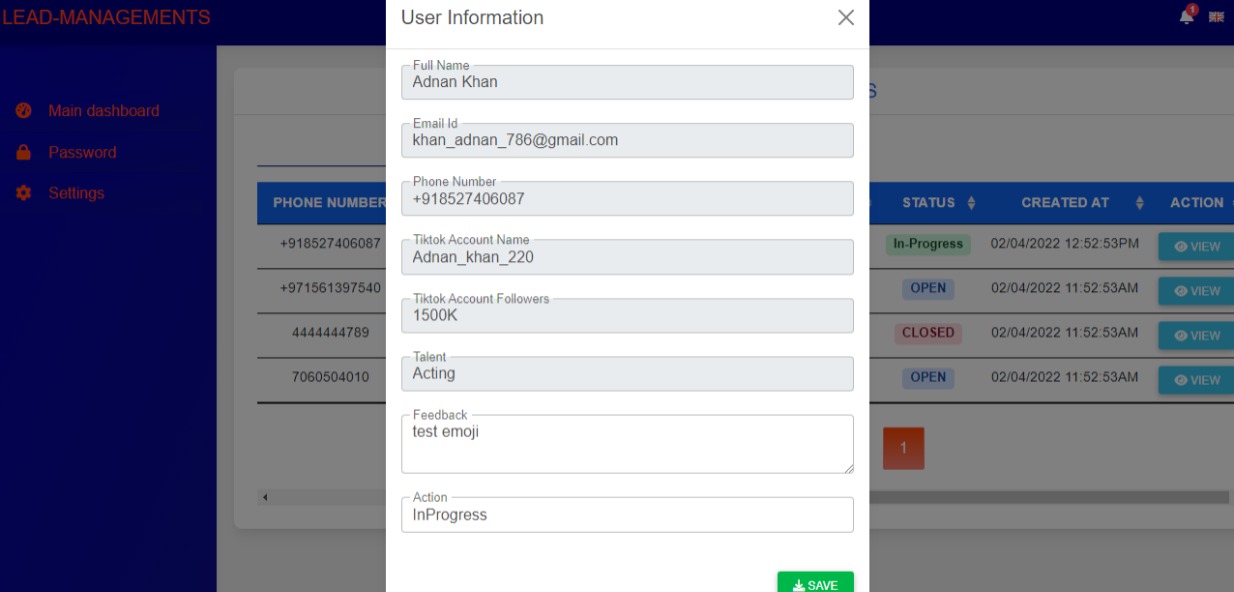 LEAD-MANAGEMENTS
1
Main dashboard
Password
Settings
User Information
Full Name
Adnan Khan
Email Id
khan_adnan_786@gmail.com
Phone Number
+918527406087
Tiktok Account Name
Adnan_khan_220
Tiktok Account Followers
1500K
Talent
Acting
Feedback
test emoji
Action
InProgress
SAVE
S
PHONE NUMBER STATUS CREATED AT ACTION
+918527406087 In-Progress 02/04/2022 12:52:53PM VIEW
+971561397540 OPEN 02/04/2022 11:52:53AM VIEW
4444444789 CLOSED 02/04/2022 11:52:53AM VIEW
7060504010 OPEN 02/04/2022 11:52:53AM VIEW
1